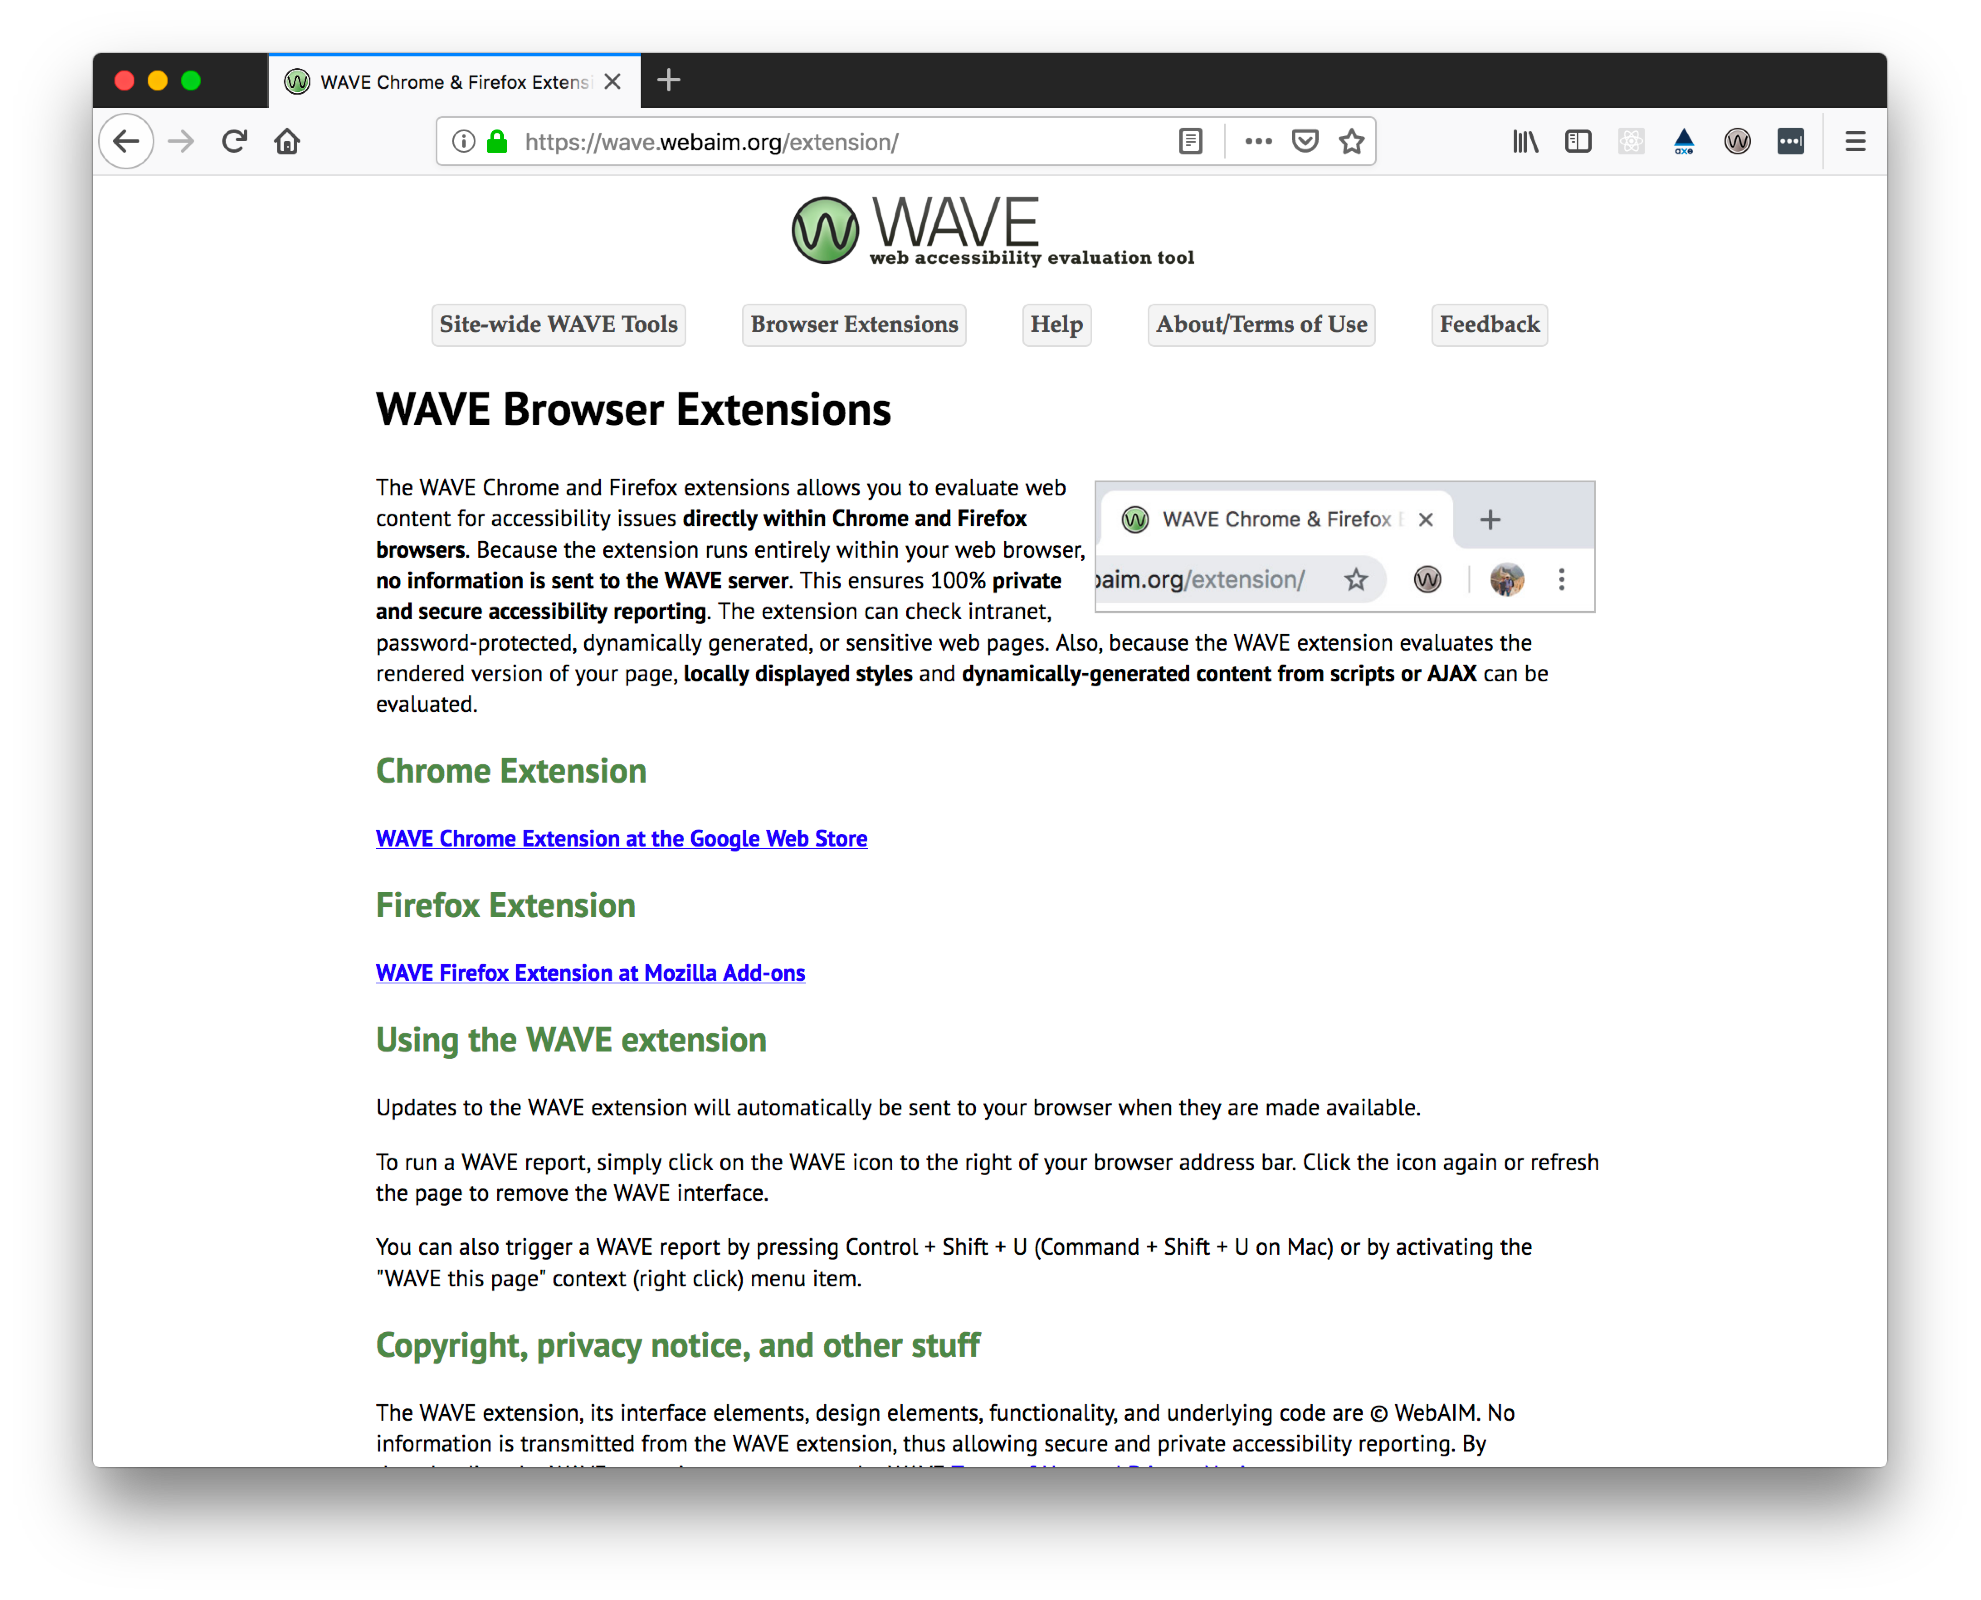 WAVE Chrome & Firefox Extensi
https://wave.webaim.org/extension/
axe
WAVE
web accessibility evaluation tool
Site-wide WAVE Tools
Browser Extensions
Help
About/Terms of Use
Feedback
WAVE Browser Extensions
The WAVE Chrome and Firefox extensions allows you to evaluate web
content for accessibility issues directly within Chrome and Firefox
browsers. Because the extension runs entirely within your web browser,
no information is sent to the WAVE server. This ensures 100% private
and secure accessibility reporting. The extension can check intranet,
password-protected, dynamically generated, or sensitive web pages. Also, because the WAVE extension evaluates the
rendered version of your page, locally displayed styles and dynamically-generated content from scripts or AJAX can be
evaluated.
WAVE Chrome & Firefox E
baim.org/extension/
Chrome Extension
WAVE Chrome Extension at the Google Web Store
Firefox Extension
WAVE Firefox Extension at Mozilla Add-ons
Using the WAVE extension
Updates to the WAVE extension will automatically be sent to your browser when they are made available.
To run a WAVE report, simply click on the WAVE icon to the right of your browser address bar. Click the icon again or refresh
the page to remove the WAVE interface.
You can also trigger a WAVE report by pressing Control + Shift + U (Command + Shift + U on Mac) or by activating the
"WAVE this page" context (right click) menu item.
Copyright, privacy notice, and other stuff
The WAVE extension, its interface elements, design elements, functionality, and underlying code are © WebAIM. No
information is transmitted from the WAVE extension, thus allowing secure and private accessibility reporting. By